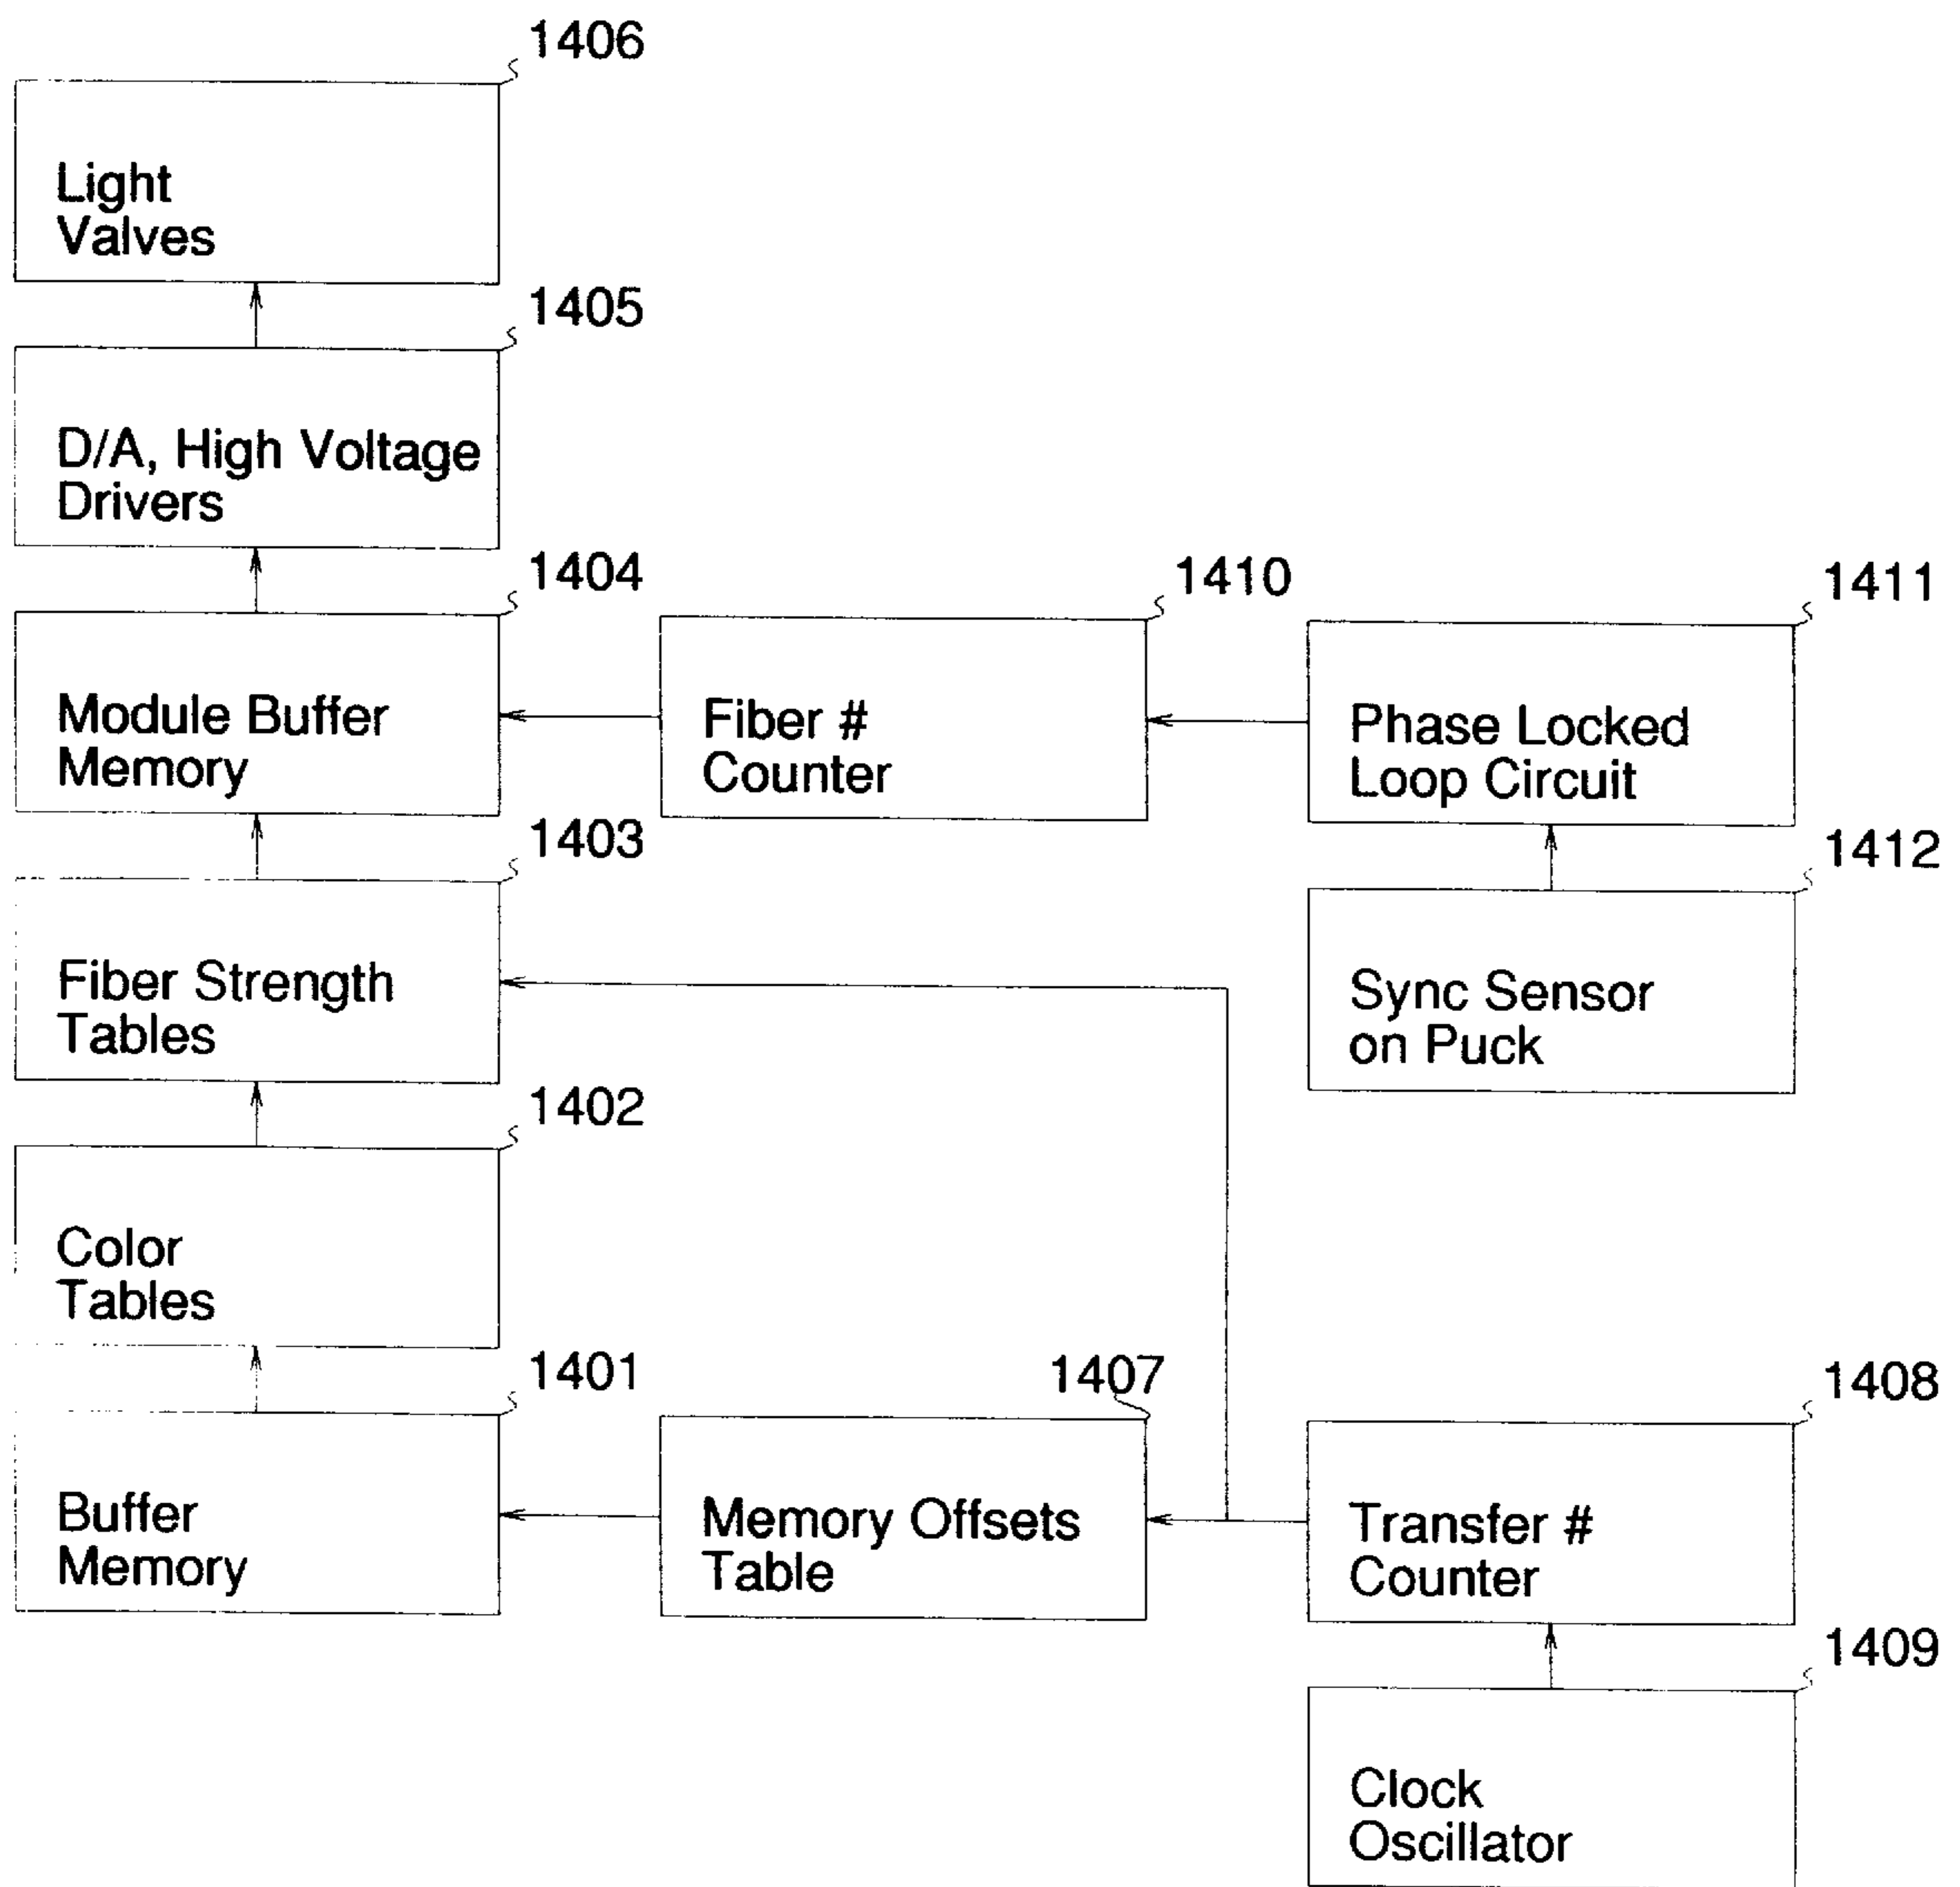 1406
Light
Valves
1405
D/A, High Voltage
Drivers
1404
Module Buffer
Memory
1410
Fiber #
Counter
1411
Phase Locked
Loop Circuit
1403
Fiber Strength
Tables
1412
Sync Sensor
on Puck
1402
Color
Tables
1401
Buffer
Memory
1407
Memory Offsets
Table
1408
Transfer #
Counter
1409
Clock
Oscillator